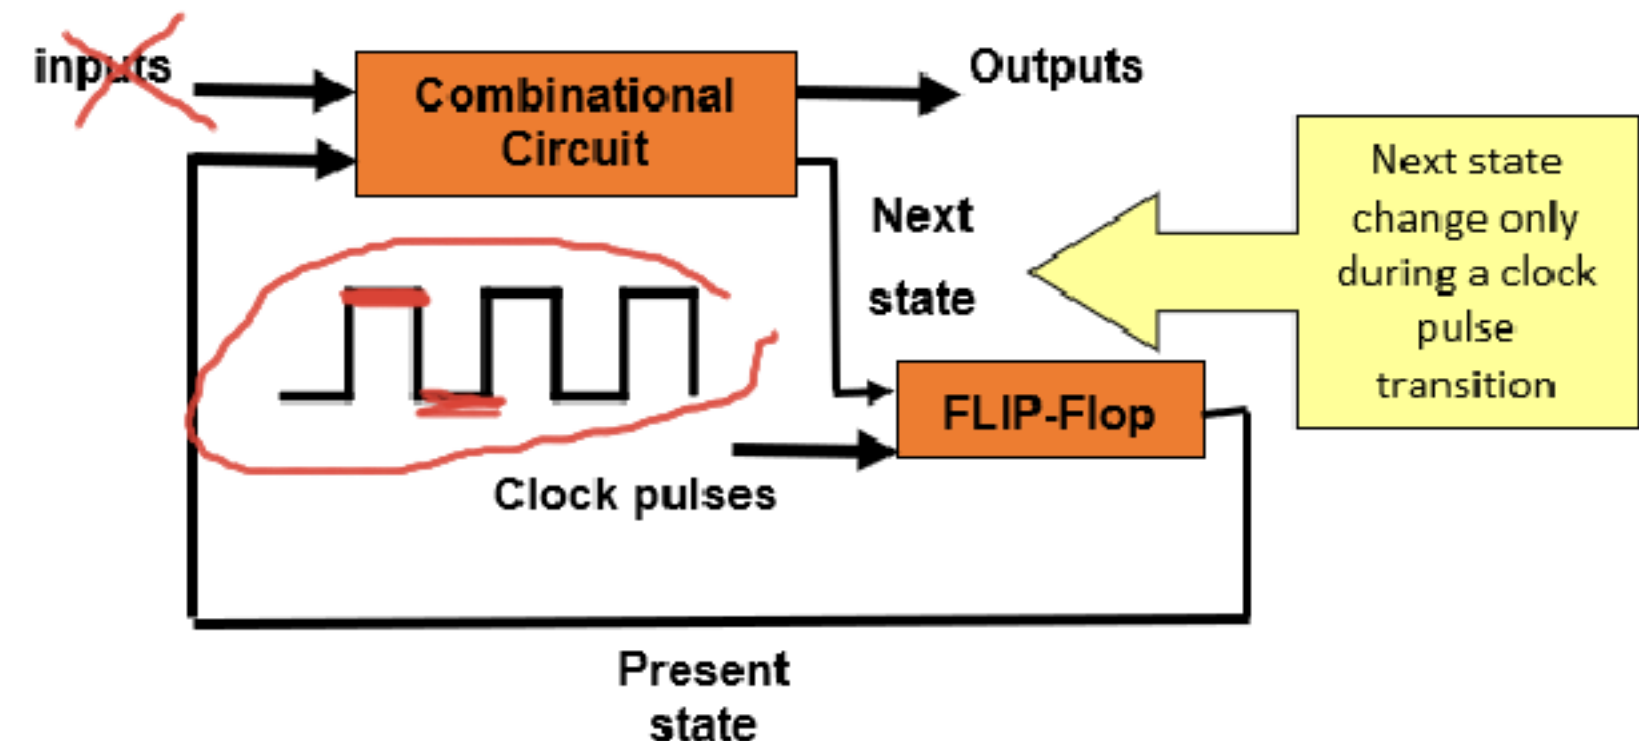 inputs
Combinational
Circuit
Outputs
Next
state
Next state
change only
during a clock
pulse
transition
FLIP-Flop
Clock pulses
Present
state